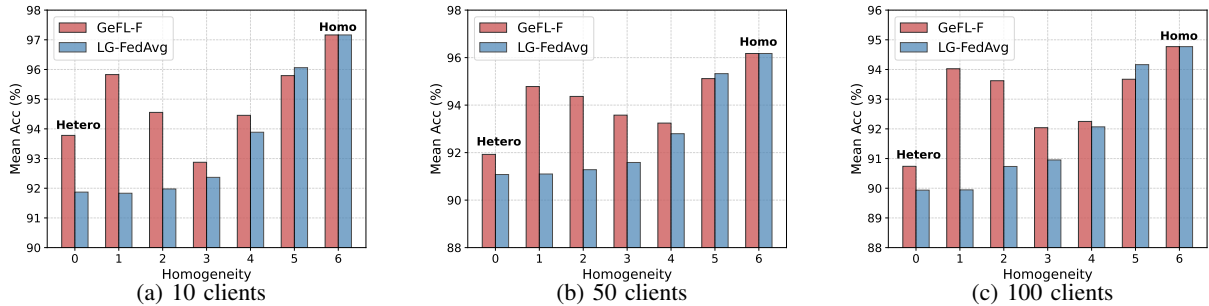 98
97
96
95
94
93
92
91
90
Mean Acc (%)
GeFL-F
LG-FedAvg
Hetero
Homo
0 1 2 3 4 5 6
Homogeneity
(a) 10 clients
98
96
94
92
90
88
Mean Acc (%)
GeFL-F
LG-FedAvg
Hetero
Homo
0 1 2 3 4 5 6
Homogeneity
(b) 50 clients
96
95
94
93
92
91
90
89
88
Mean Acc (%)
GeFL-F
LG-FedAvg
Hetero
Homo
0 1 2 3 4 5 6
Homogeneity
(c) 100 clients